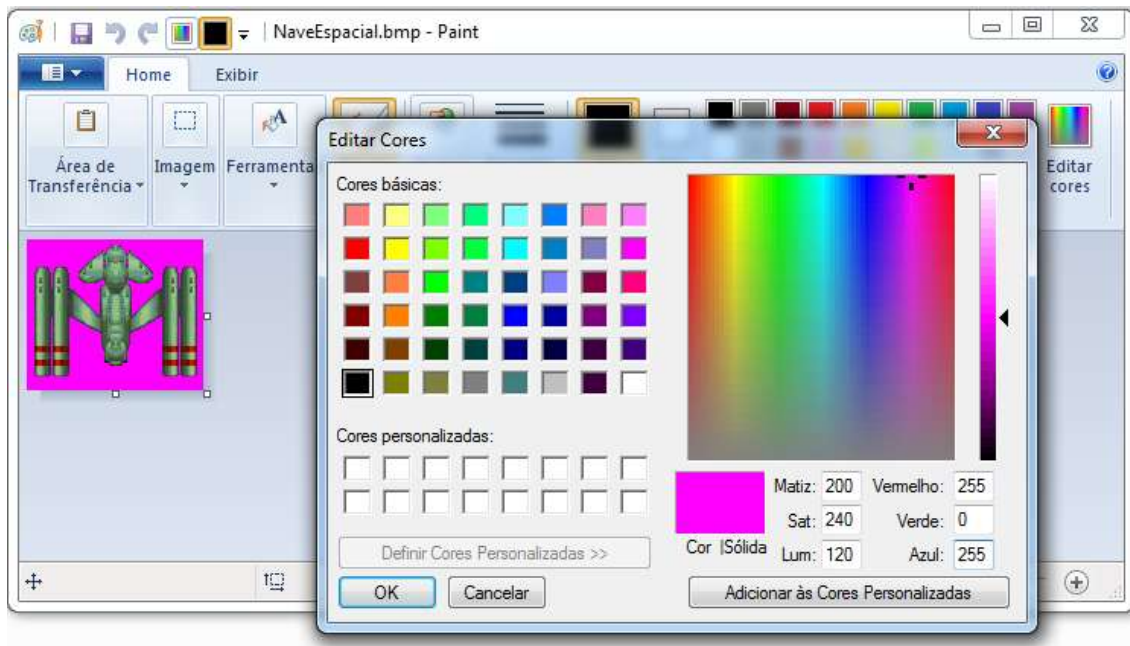 NaveEspacial.bmp - Paint
Home Exibir
Área de Transferência
Imagem
Ferramenta
Editar cores
Editar Cores
Cores básicas:
Cores personalizadas:
Definir Cores Personalizadas >>
OK Cancelar
Cor |Sólida
Matiz: 200 Vermelho: 255
Sat: 240 Verde: 0
Lum: 120 Azul: 255
Adicionar às Cores Personalizadas